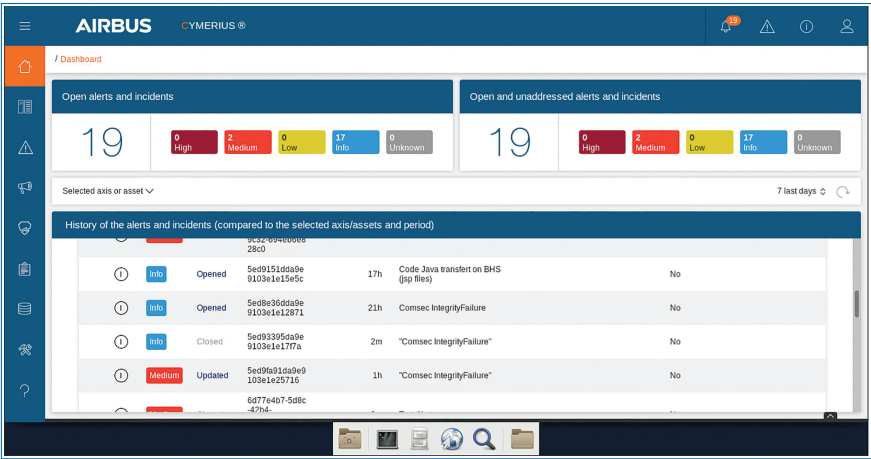 AIRBUS CYMERIUS ® 19
/ Dashboard
Open alerts and incidents
19
0 High
2 Medium
0 Low
17 Info
0 Unknown
Open and unaddressed alerts and incidents
19
0 High
2 Medium
0 Low
17 Info
0 Unknown
Selected axis or asset
7 last days
History of the alerts and incidents (compared to the selected axis/assets and period)
9c32-694eb6e8
28c0
Info Opened 5ed9151dda9e 17h Code Java transfert on BHS No
9103e1e15e5c (jsp files)
Info Opened 5ed8e36dda9e 21h Comsec IntegrityFailure No
9103e1e12871
Info Closed 5ed93395da9e 2m "Comsec IntegrityFailure" No
9103e1e17f7a
Medium Updated 5ed9fa91da9e9 1h "Comsec IntegrityFailure" No
103e1e25716
6d77e4b7-5d8c
-42b4-